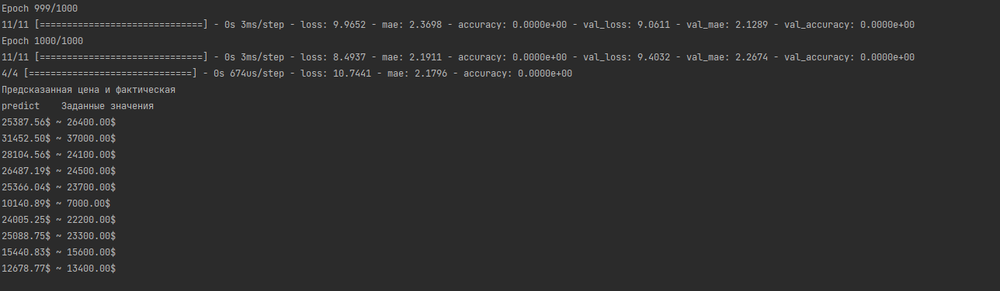 Epoch 999/1000
11/11 [==============================] - 0s 3ms/step - loss: 9.9652 - mae: 2.3698 - accuracy: 0.0000e+00 - val_loss: 9.0611 - val_mae: 2.1289 - val_accuracy: 0.0000e+00
Epoch 1000/1000
11/11 [==============================] - 0s 3ms/step - loss: 8.4937 - mae: 2.1911 - accuracy: 0.0000e+00 - val_loss: 9.4032 - val_mae: 2.2674 - val_accuracy: 0.0000e+00
4/4 [==============================] - 0s 674us/step - loss: 10.7441 - mae: 2.1796 - accuracy: 0.0000e+00
Предсказанная цена и фактическая
predict    Заданные значения
25387.56$ ~ 26400.00$
31452.50$ ~ 37000.00$
28104.56$ ~ 24100.00$
26487.19$ ~ 24500.00$
25366.04$ ~ 23700.00$
10140.89$ ~ 7000.00$
24005.25$ ~ 22200.00$
25088.75$ ~ 23300.00$
15440.83$ ~ 15600.00$
12678.77$ ~ 13400.00$